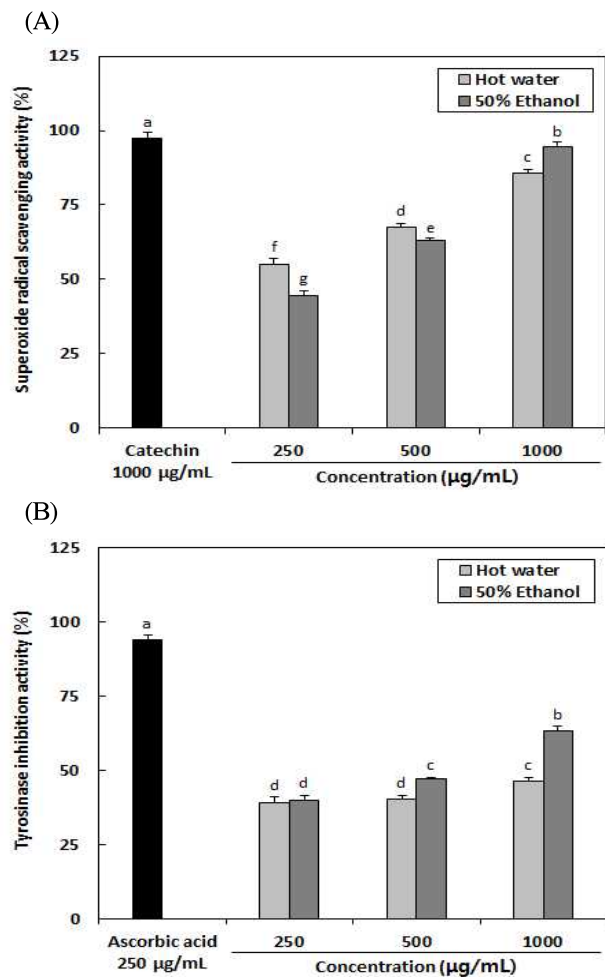 (A)
Superoxide radical scavenging activity (%)
125
100
75
50
25
0
Hot water
50% Ethanol
a
f
g
d
e
c
b
Catechin
1000 µg/mL
250
500
1000
Concentration (µg/mL)
(B)
Tyrosinase inhibition activity (%)
125
100
75
50
25
0
Hot water
50% Ethanol
a
d
d
d
c
c
b
Ascorbic acid
250 µg/mL
250
500
1000
Concentration (µg/mL)